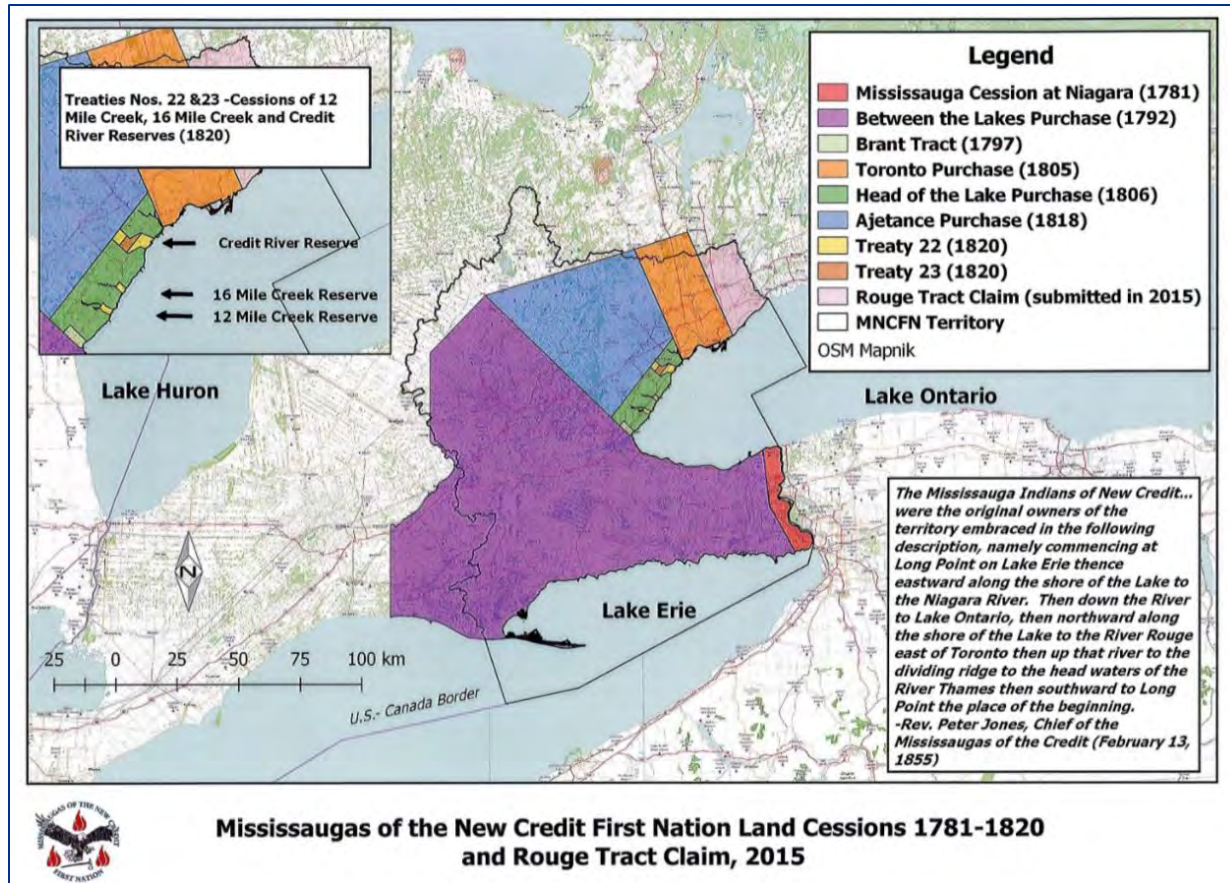 Treaties Nos. 22 &23 -Cessions of 12
Mile Creek, 16 Mile Creek and Credit
River Reserves (1820)
Credit River Reserve
16 Mile Creek Reserve
12 Mile Creek Reserve
Legend
Mississauga Cession at Niagara (1781)
Between the Lakes Purchase (1792)
Brant Tract (1797)
Toronto Purchase (1805)
Head of the Lake Purchase (1806)
Ajetance Purchase (1818)
Treaty 22 (1820)
Treaty 23 (1820)
Rouge Tract Claim (submitted in 2015)
MNCFN Territory
OSM Mapnik
Lake Huron
Lake Ontario
Lake Erie
N
25 0 25 50 75 100 km
U.S.- Canada Border
The Mississauga Indians of New Credit...
were the original owners of the
territory embraced in the following
description, namely commencing at
Long Point on Lake Erie thence
eastward along the shore of the Lake to
the Niagara River. Then down the River
to Lake Ontario, then northward along
the shore of the Lake to the River Rouge
east of Toronto then up that river to the
dividing ridge to the head waters of the
River Thames then southward to Long
Point the place of the beginning.
-Rev. Peter Jones, Chief of the
Mississaugas of the Credit (February 13,
1855)
MISSISSAUGAS OF THE NEW CREDIT
FIRST NATION
Mississaugas of the New Credit First Nation Land Cessions 1781-1820
and Rouge Tract Claim, 2015